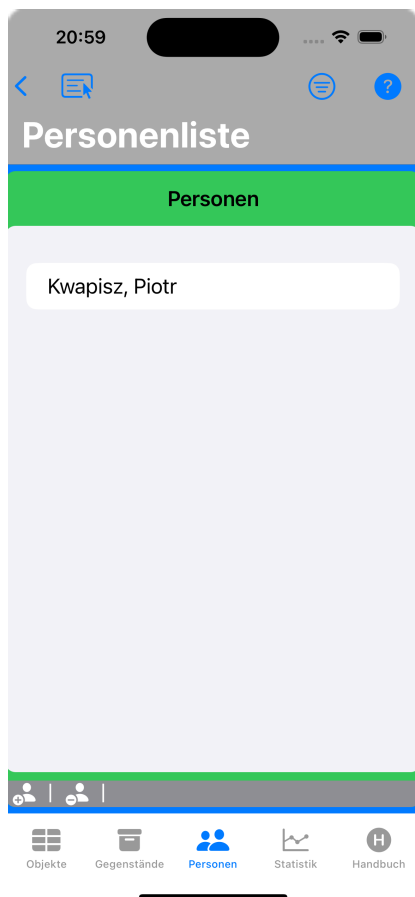 20:59
?
Personenliste
Personen
Kwapisz, Piotr
H
Objekte Gegenstände Personen Statistik Handbuch